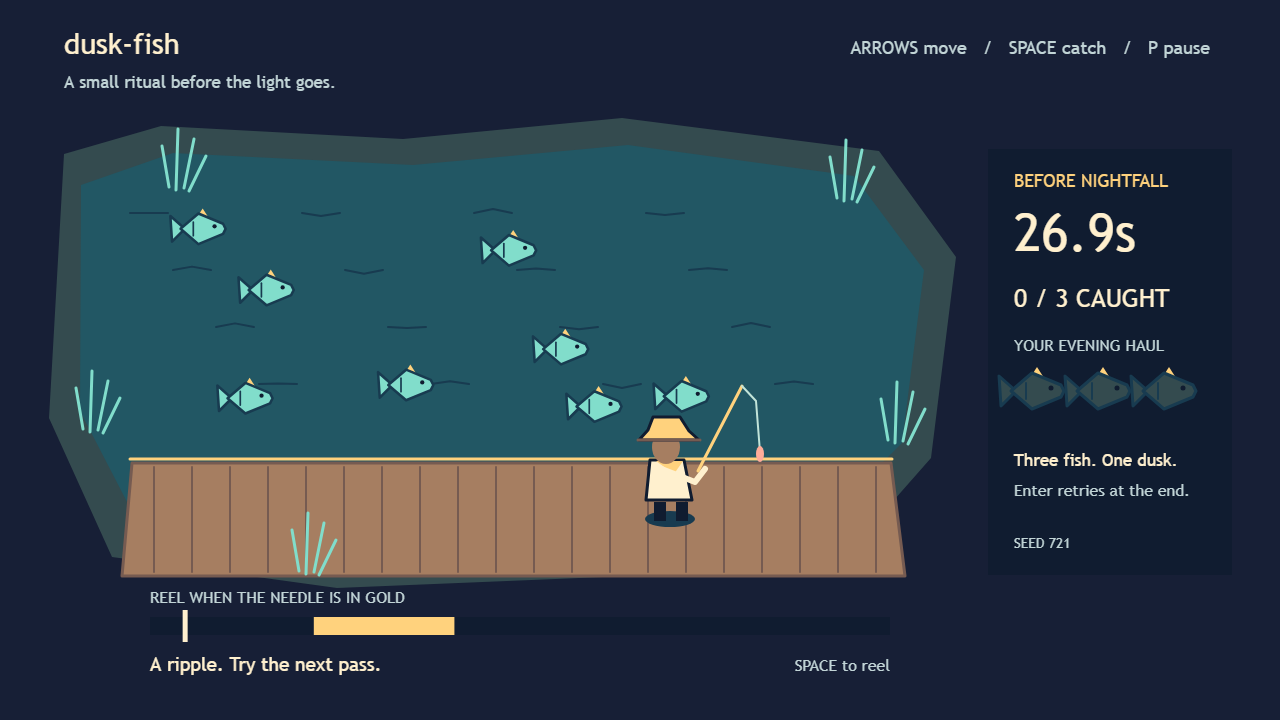 dusk-fish
A small ritual before the light goes.
ARROWS move / SPACE catch / P pause
BEFORE NIGHTFALL
26.9s
0 / 3 CAUGHT
YOUR EVENING HAUL
Three fish. One dusk.
Enter retries at the end.
SEED 721
REEL WHEN THE NEEDLE IS IN GOLD
A ripple. Try the next pass.
SPACE to reel